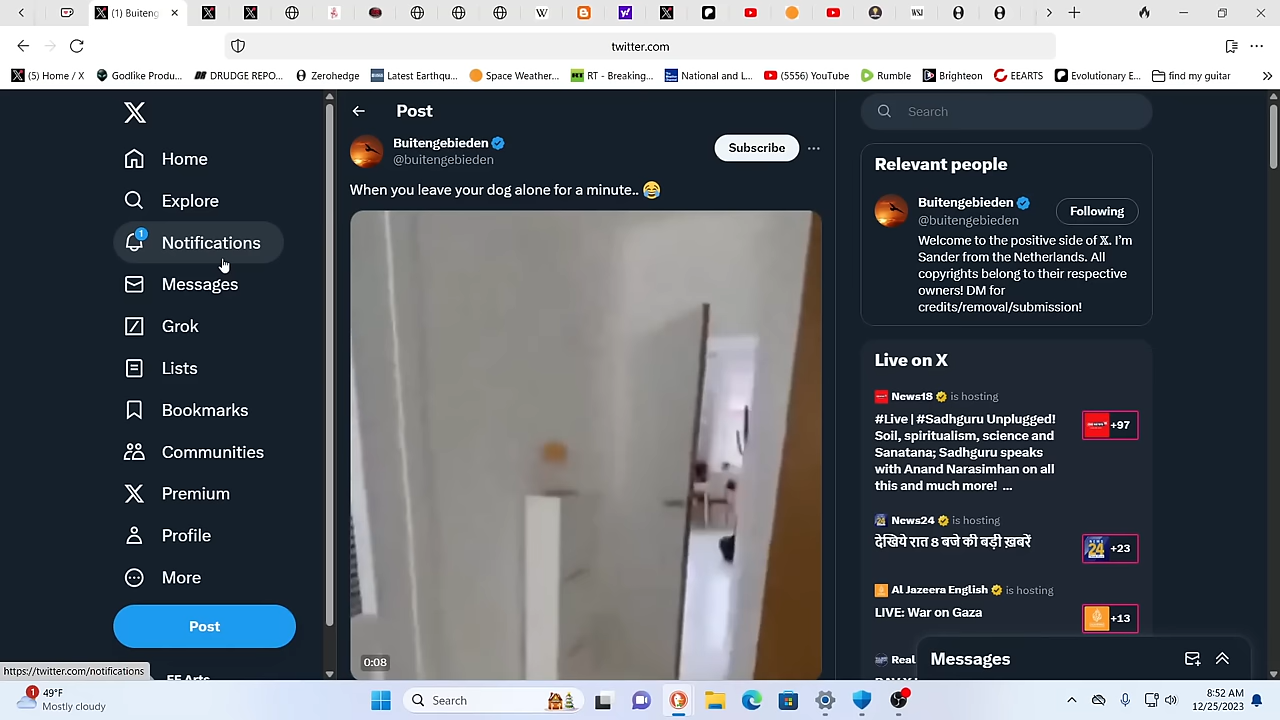 (1) Buiteng
twitter.com
(5) Home / X
Godlike Produ...
DRUDGE REPO...
Zerohedge
Latest Earthqu...
Space Weather...
RT - Breaking...
National and I...
(5556) YouTube
Rumble
Brighteon
EEARTS
Evolutionary E...
find my guitar
Home
Explore
1
Notifications
Messages
Grok
Lists
Bookmarks
Communities
Premium
Profile
More
Post
https://twitter.com/notifications
EE Arts
Post
Buitengebieden
@buitengebieden
Subscribe
When you leave your dog alone for a minute.. 😂
0:08
Search
Relevant people
Buitengebieden
@buitengebieden
Following
Welcome to the positive side of 𝕏. I'm
Sander from the Netherlands. All
copyrights belong to their respective
owners! DM for
credits/removal/submission!
Live on X
News18 is hosting
#Live | #Sadhguru Unplugged!
Soil, spiritualism, science and
Sanatana; Sadhguru speaks
with Anand Narasimhan on all
this and much more! ...
+97
News24 is hosting
देखिये रात 8 बजे की बड़ी ख़बरें
+23
Al Jazeera English is hosting
LIVE: War on Gaza
+13
Real
Messages
1
49°F
Mostly cloudy
Search
8:52 AM
12/25/2023